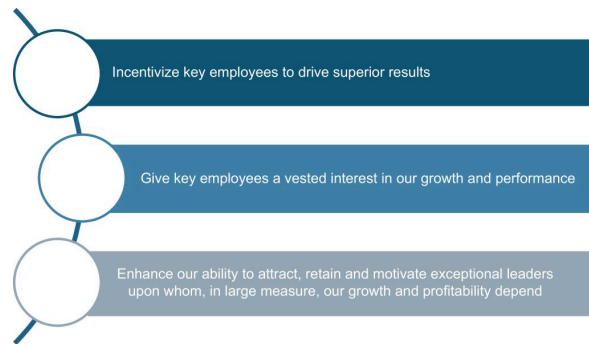 Incentivize key employees to drive superior results
Give key employees a vested interest in our growth and performance
Enhance our ability to attract, retain and motivate exceptional leaders
upon whom, in large measure, our growth and profitability depend